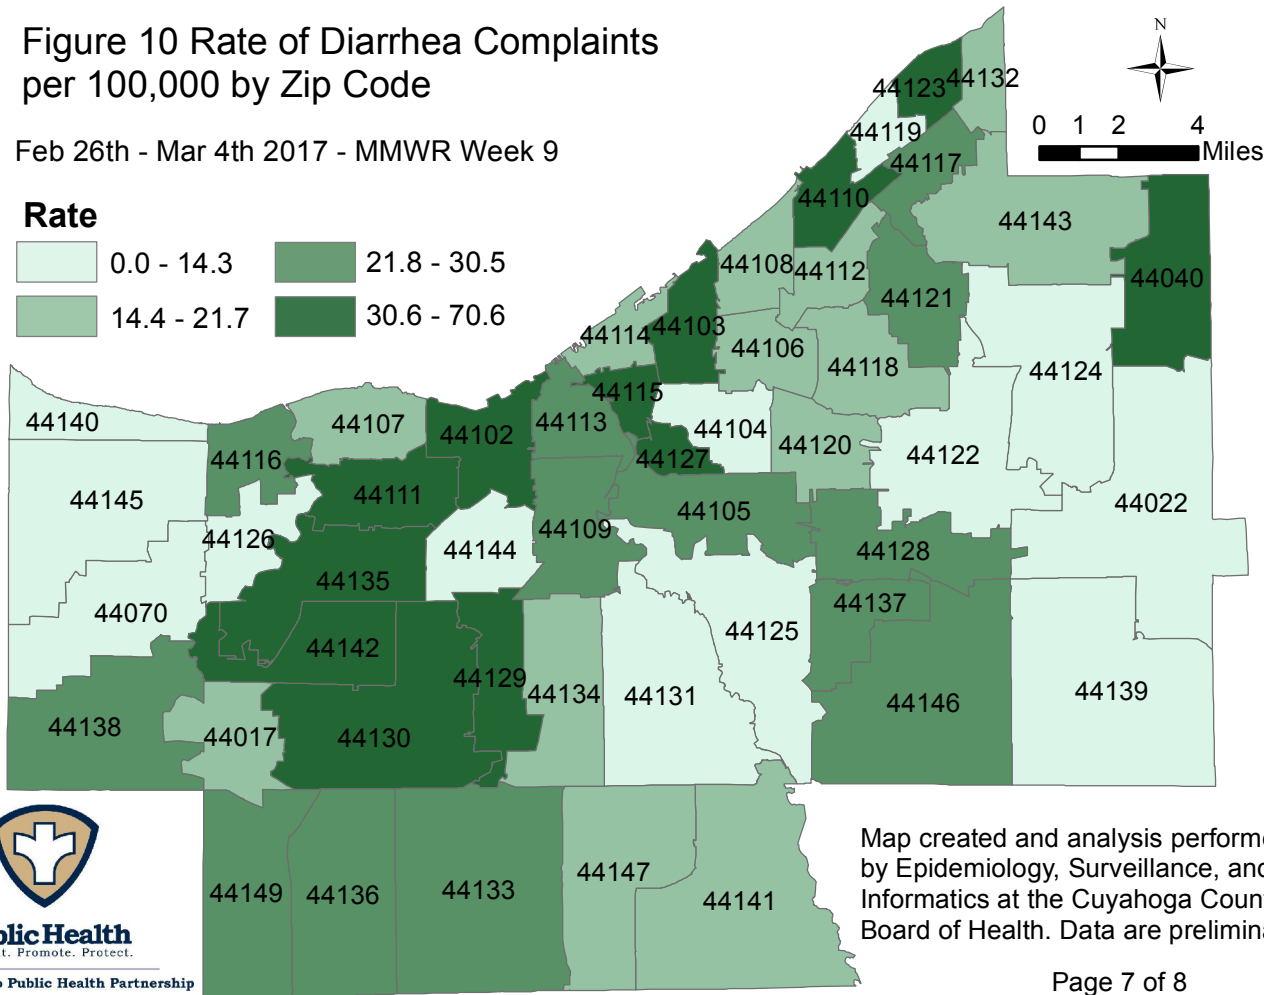 Figure 10 Rate of Diarrhea Complaints
per 100,000 by Zip Code
Feb 26th - Mar 4th 2017 - MMWR Week 9
Rate
0.0 - 14.3
21.8 - 30.5
14.4 - 21.7
30.6 - 70.6
N
0 1 2 4
Miles
44123
44132
44119
44117
44110
44143
44108
44112
44040
44121
44103
44114
44106
44118
44124
44115
44140
44107
44102
44113
44104
44120
44122
44116
44127
44145
44111
44105
44022
44126
44109
44144
44128
44135
44070
44137
44125
44142
44129
44134
44131
44146
44139
44138
44017
44130
44147
44149
44136
44133
44141
blic Health
t. Promote. Protect.
Public Health Partnership
Map created and analysis performe
by Epidemiology, Surveillance, and
Informatics at the Cuyahoga Coun
Board of Health. Data are prelimina
Page 7 of 8